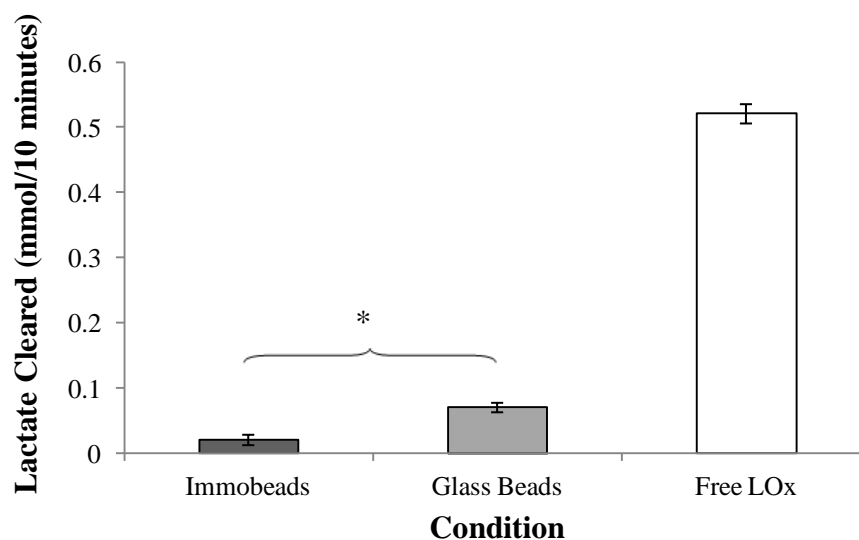 Lactate Cleared (mmol/10 minutes)
0.6
0.5
0.4
0.3
0.2
0.1
0
*
Immobeads Glass Beads Free LOx
Condition